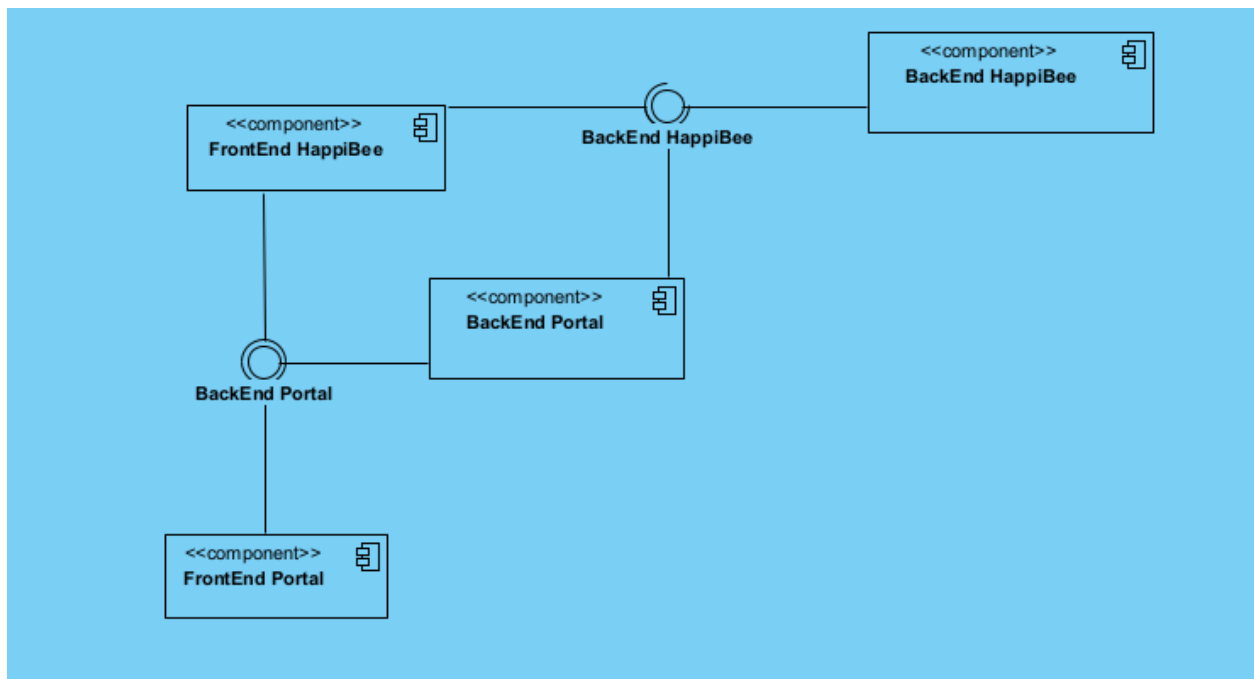 <<component>>
BackEnd HappiBee
<<component>>
FrontEnd HappiBee
BackEnd HappiBee
<<component>>
BackEnd Portal
BackEnd Portal
<<component>>
FrontEnd Portal